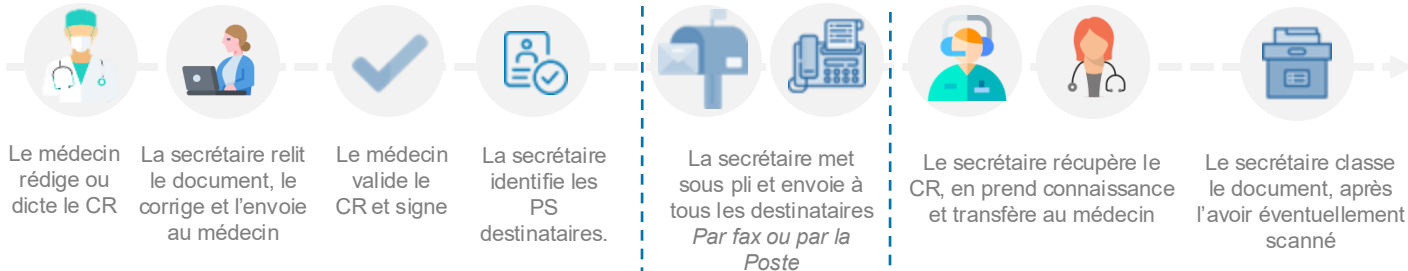 Le médecin
rédige ou
dicte le CR
La secrétaire relit
le document, le
corrige et l'envoie
au médecin
Le médecin
valide le
CR et signe
La secrétaire
identifie les
PS
destinataires.
La secrétaire met
sous pli et envoie à
tous les destinataires
Par fax ou par la
Poste
Le secrétaire récupère le
CR, en prend connaissance
et transfère au médecin
Le secrétaire classe
le document, après
l'avoir éventuellement
scanné